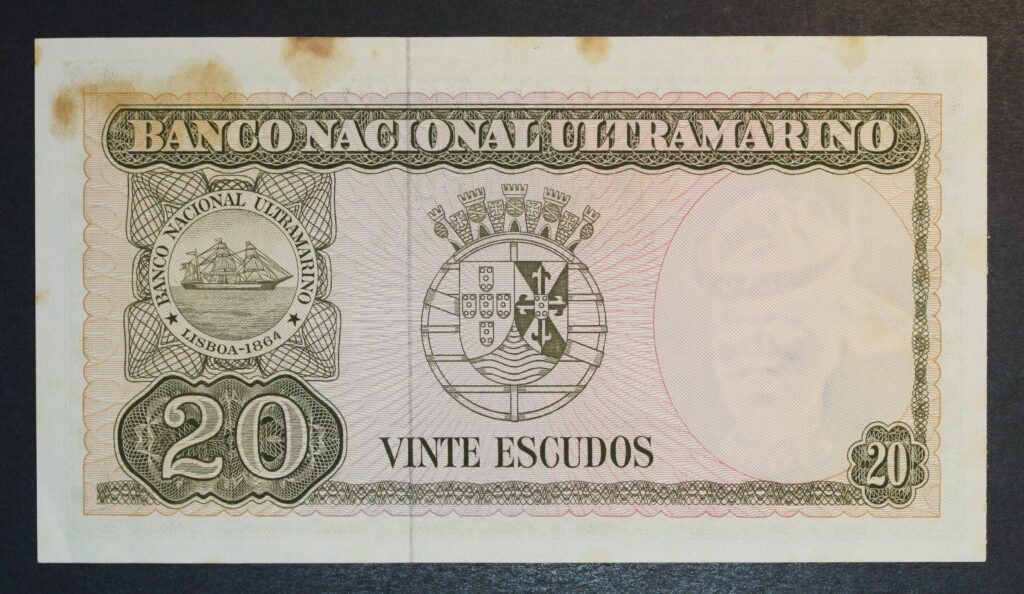 BANCO NACIONAL ULTRAMARINO
BANCO NACIONAL ULTRAMARINO
★ LISBOA-1864 ★
20
VINTE ESCUDOS
20